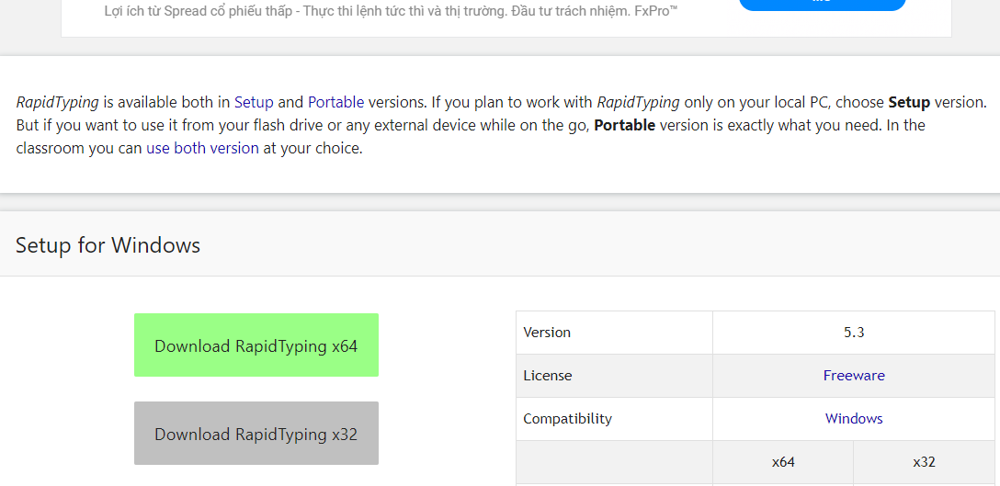 Lợi ích từ Spread cổ phiếu thấp - Thực thi lệnh tức thì và thị trường. Đầu tư trách nhiệm. FxPro™
RapidTyping is available both in Setup and Portable versions. If you plan to work with RapidTyping only on your local PC, choose Setup version.
But if you want to use it from your flash drive or any external device while on the go, Portable version is exactly what you need. In the
classroom you can use both version at your choice.
Setup for Windows
Download RapidTyping x64
Download RapidTyping x32
Version 5.3
License Freeware
Compatibility Windows
x64 x32